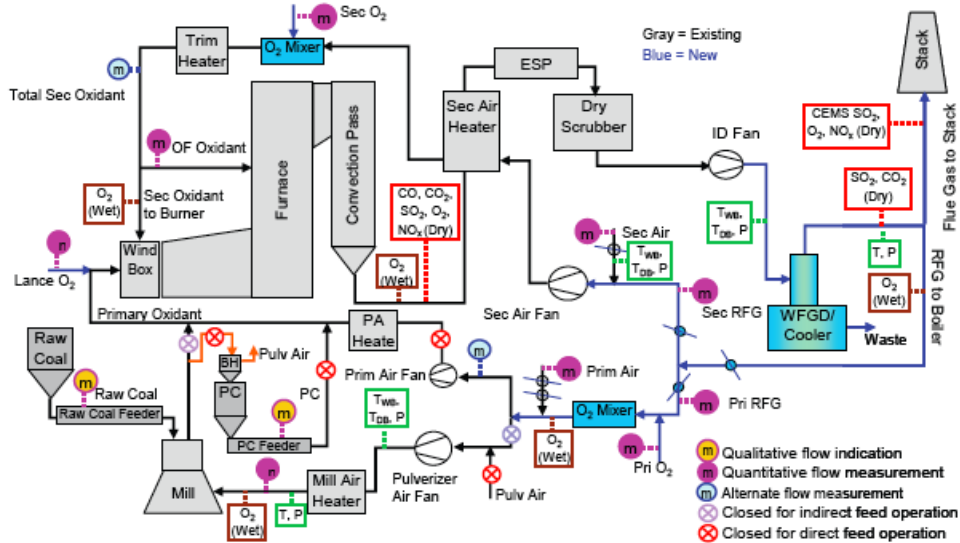 Sec O2
m
O2 Mixer
Trim
Heater
m
Total Sec Oxidant
m
OF Oxidant
O2
(Wet)
Sec Oxidant
to Burner
n
Lance O2
Wind
Box
Furnace
Convection Pass
CO, CO2,
SO2, O2,
NOx (Dry)
O2
(Wet)
Sec Air
Heater
ESP
Dry
Scrubber
Gray = Existing
Blue = New
Stack
CEMS SO2,
O2, NOx (Dry)
Flue Gas to Stack
ID Fan
SO2, CO2
(Dry)
TWB,
TDB, P
T, P
O2
(Wet)
RFG to Boiler
WFGD/
Cooler
Waste
m
Sec Air
TWB,
TDB, P
Sec Air Fan
m
Sec RFG
Primary Oxidant
PA
Heate
Prim Air Fan
m
m
Prim Air
O2 Mixer
O2
(Wet)
m
Pri RFG
m
Pri O2
Raw
Coal
m
Raw Coal
Raw Coal Feeder
BH
Pulv Air
PC
m
PC
PC Feeder
TWB,
TDB, P
Pulverizer
Air Fan
Pulv Air
Mill
n
Mill Air
Heater
O2
(Wet)
T, P
m Qualitative flow indication
m Quantitative flow measurement
m Alternate flow measurement
Closed for indirect feed operation
Closed for direct feed operation